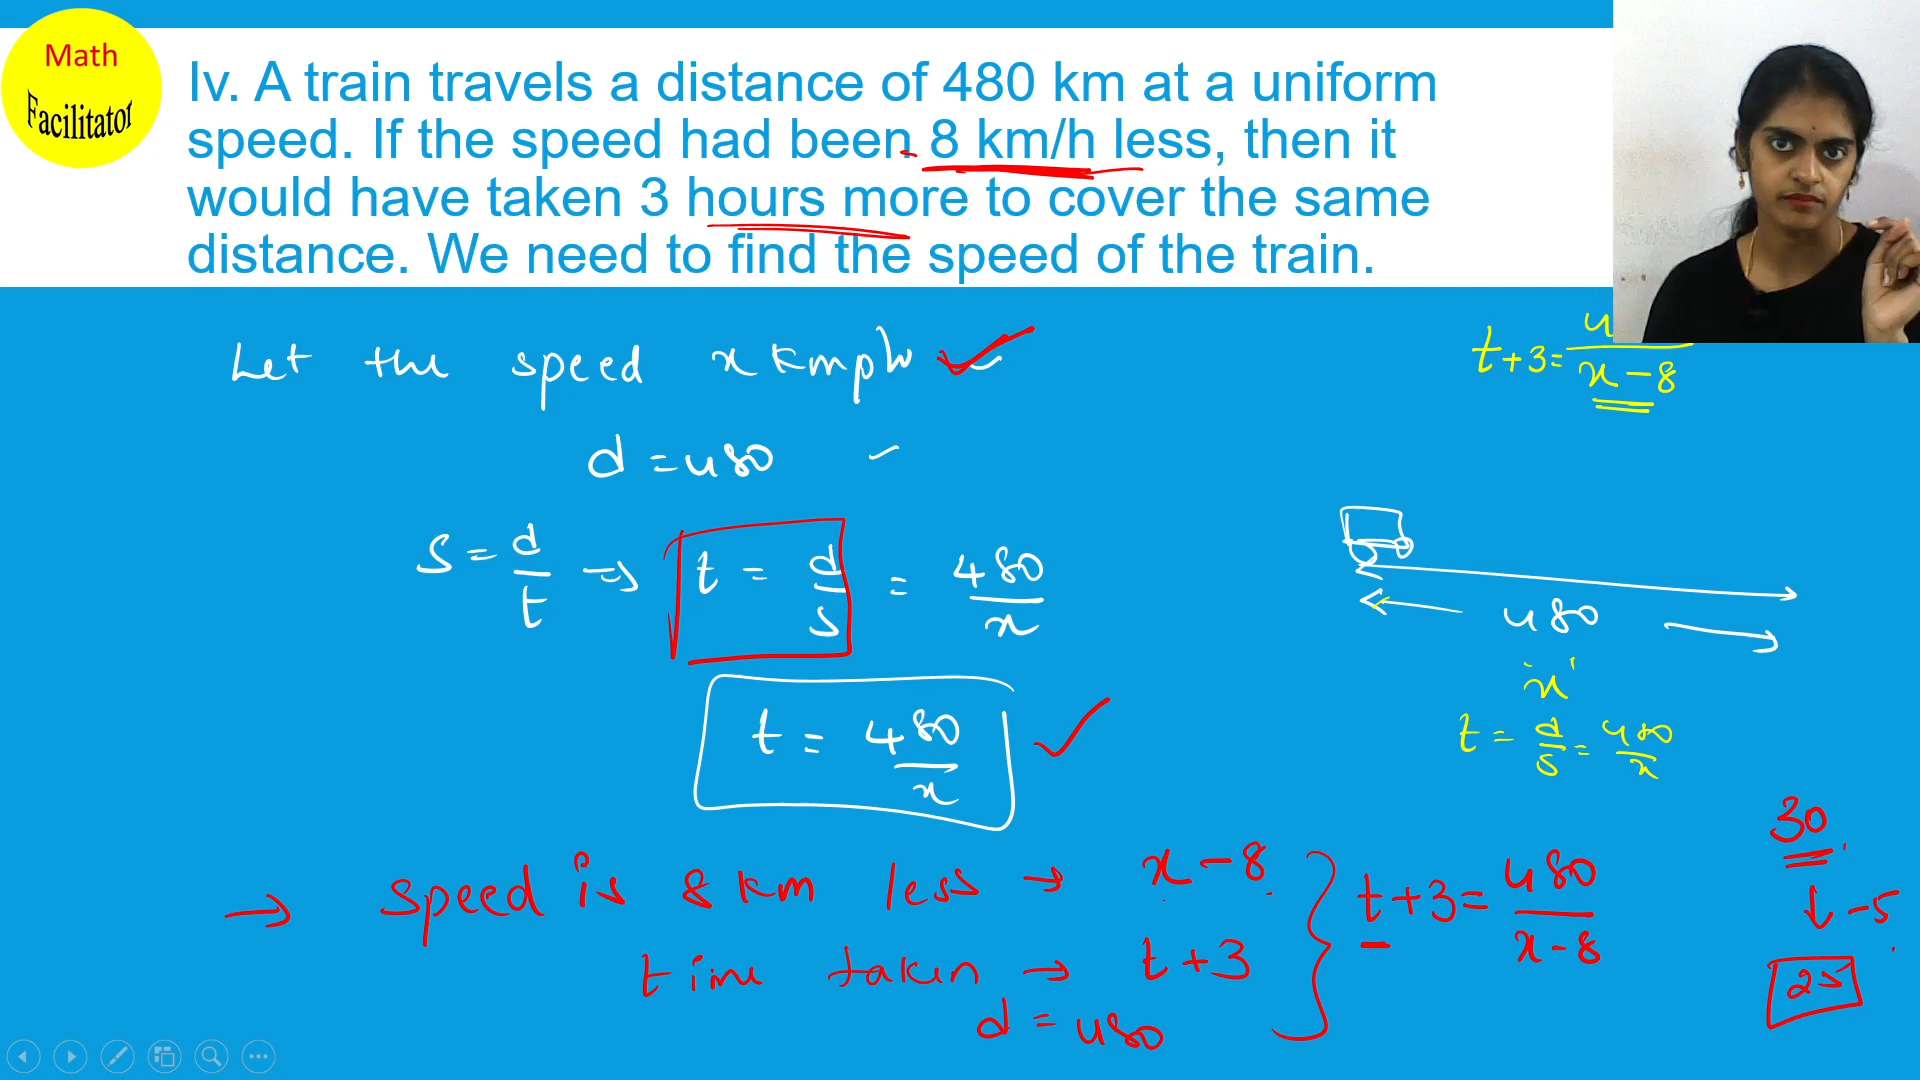 Math
Facilitator
Iv. A train travels a distance of 480 km at a uniform
speed. If the speed had been 8 km/h less, then it
would have taken 3 hours more to cover the same
distance. We need to find the speed of the train.
Let the speed x kmph
t+3=
x-8
d = 480
s = d/t → t = d/s = 480/x
480
x
t = d/s = 480/x
t = 480/x
30
→ speed is 8 km less → x-8
t+3 = 480/x-8
↓ -5
time taken → t+3
25
d = 480